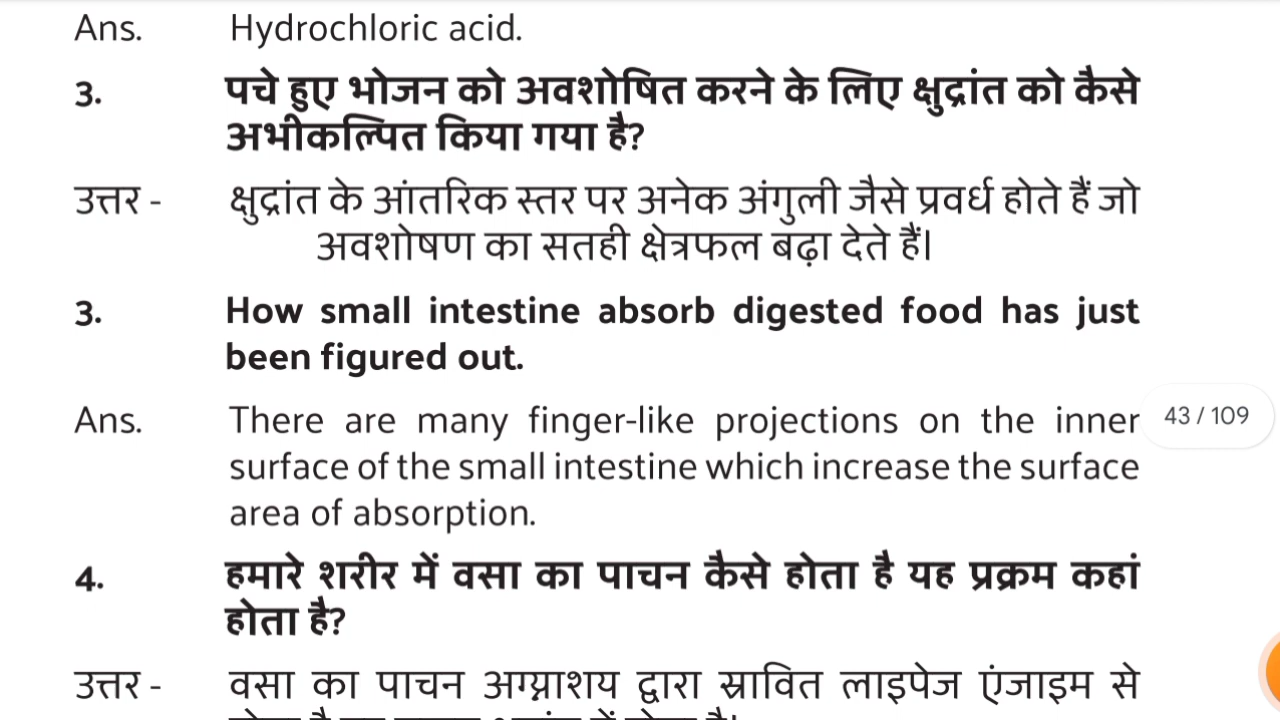 Ans. Hydrochloric acid.
3. पचे हुए भोजन को अवशोषित करने के लिए क्षुद्रांत को कैसे
अभीकल्पित किया गया है?
उत्तर - क्षुद्रांत के आंतरिक स्तर पर अनेक अंगुली जैसे प्रवर्ध होते हैं जो
अवशोषण का सतही क्षेत्रफल बढ़ा देते हैं।
3. How small intestine absorb digested food has just
been figured out.
Ans. There are many finger-like projections on the inner
43 / 109
surface of the small intestine which increase the surface
area of absorption.
4. हमारे शरीर में वसा का पाचन कैसे होता है यह प्रक्रम कहां
होता है?
उत्तर - वसा का पाचन अग्न्याशय द्वारा स्रावित लाइपेज एंजाइम से